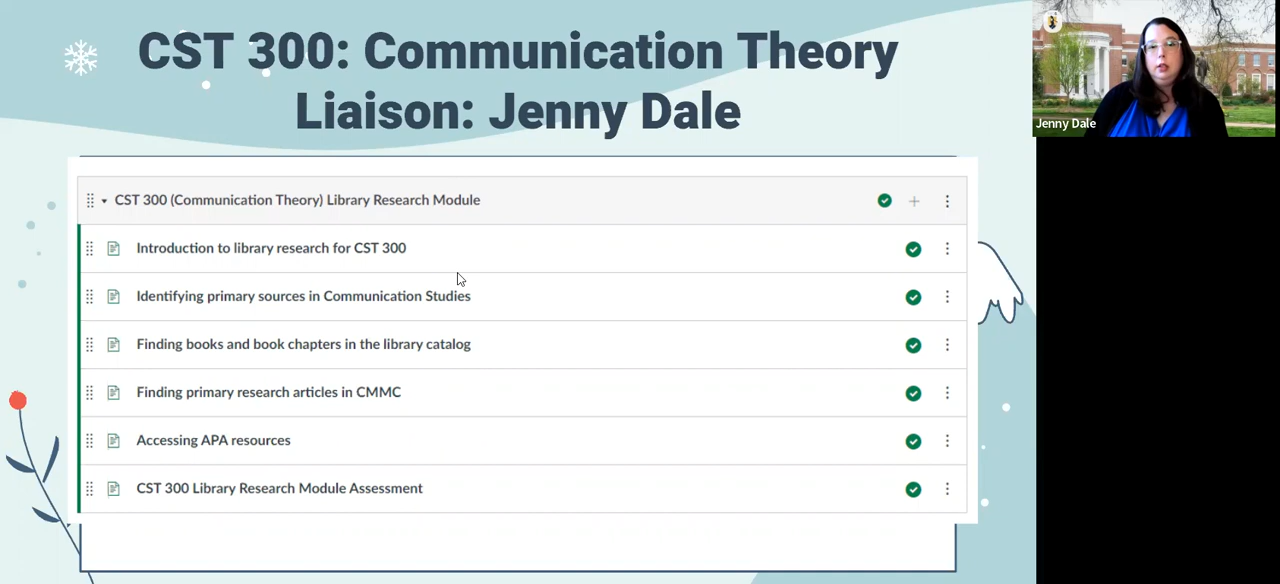 CST 300: Communication Theory
Liaison: Jenny Dale
Jenny Dale
CST 300 (Communication Theory) Library Research Module
Introduction to library research for CST 300
Identifying primary sources in Communication Studies
Finding books and book chapters in the library catalog
Finding primary research articles in CMMC
Accessing APA resources
CST 300 Library Research Module Assessment